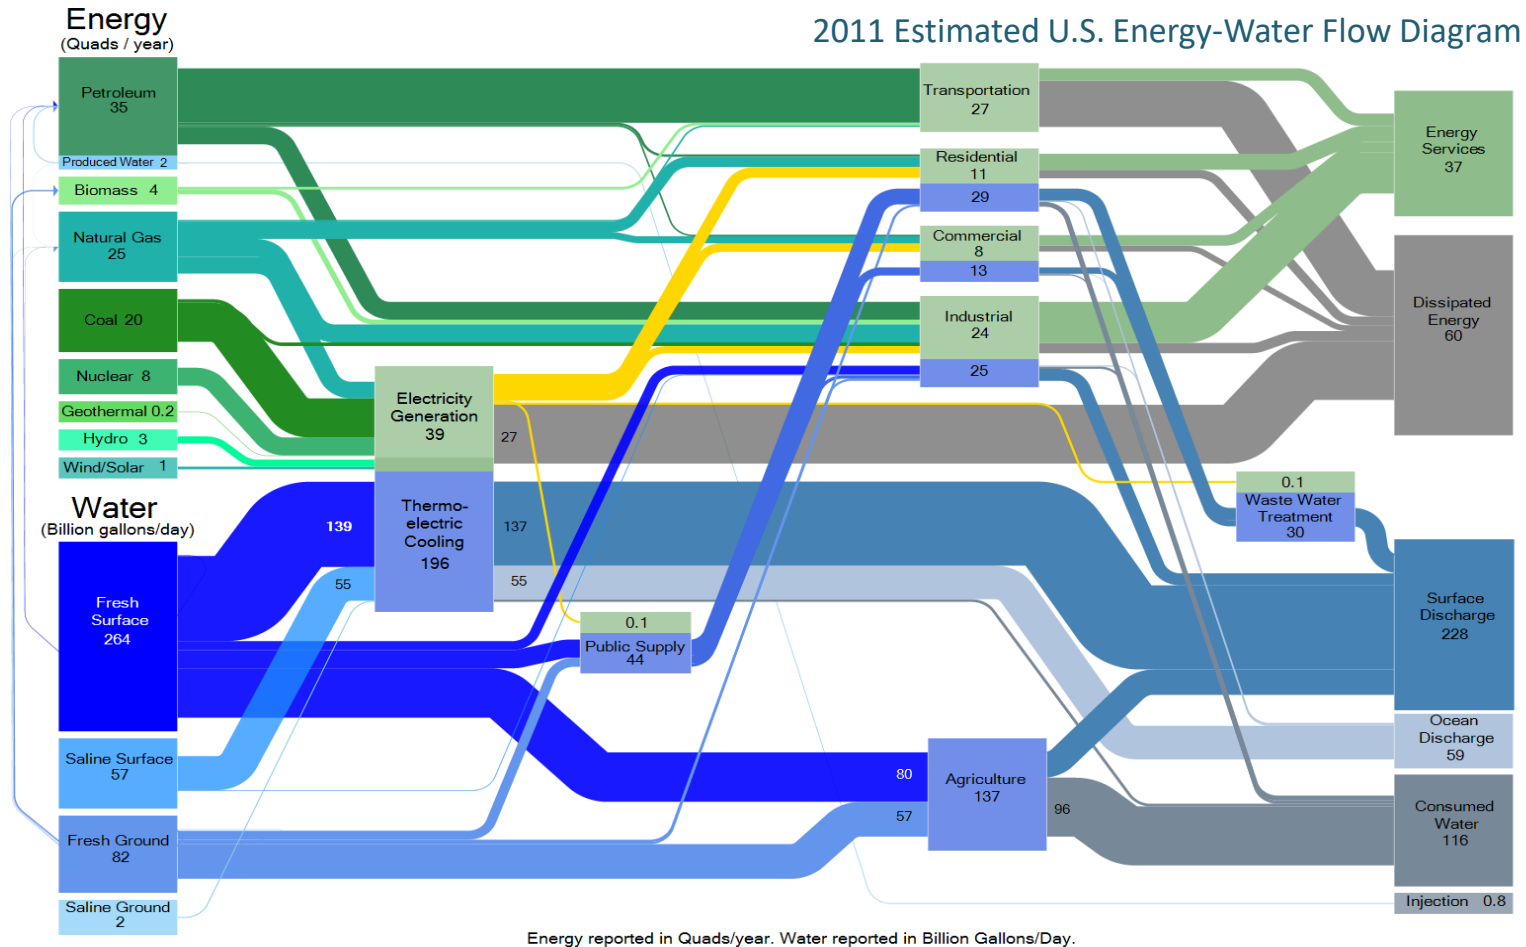 2011 Estimated U.S. Energy-Water Flow Diagram
Energy
(Quads / year)
Petroleum
35
Produced Water 2
Biomass 4
Natural Gas
25
Coal 20
Nuclear 8
Geothermal 0.2
Hydro 3
Wind/Solar 1
Water
(Billion gallons/day)
Fresh
Surface
264
Saline Surface
57
Fresh Ground
82
Saline Ground
2
Electricity
Generation
39
27
Thermo-
electric
Cooling
196
139
55
137
55
0.1
Public Supply
44
Transportation
27
Residential
11
29
Commercial
8
13
Industrial
24
25
80
57
Agriculture
137
96
0.1
Waste Water
Treatment
30
Energy
Services
37
Dissipated
Energy
60
Surface
Discharge
228
Ocean
Discharge
59
Consumed
Water
116
Injection 0.8
Energy reported in Quads/year. Water reported in Billion Gallons/Day.